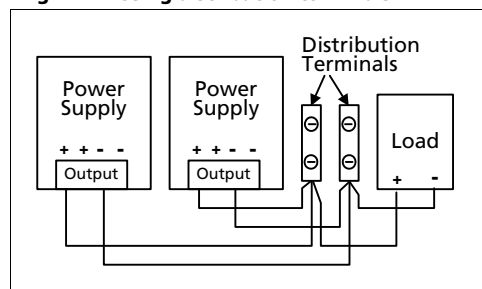 Distribution
Terminals
Power
Supply
+ + - -
Output
Power
Supply
+ + - -
Output
Load
+ -